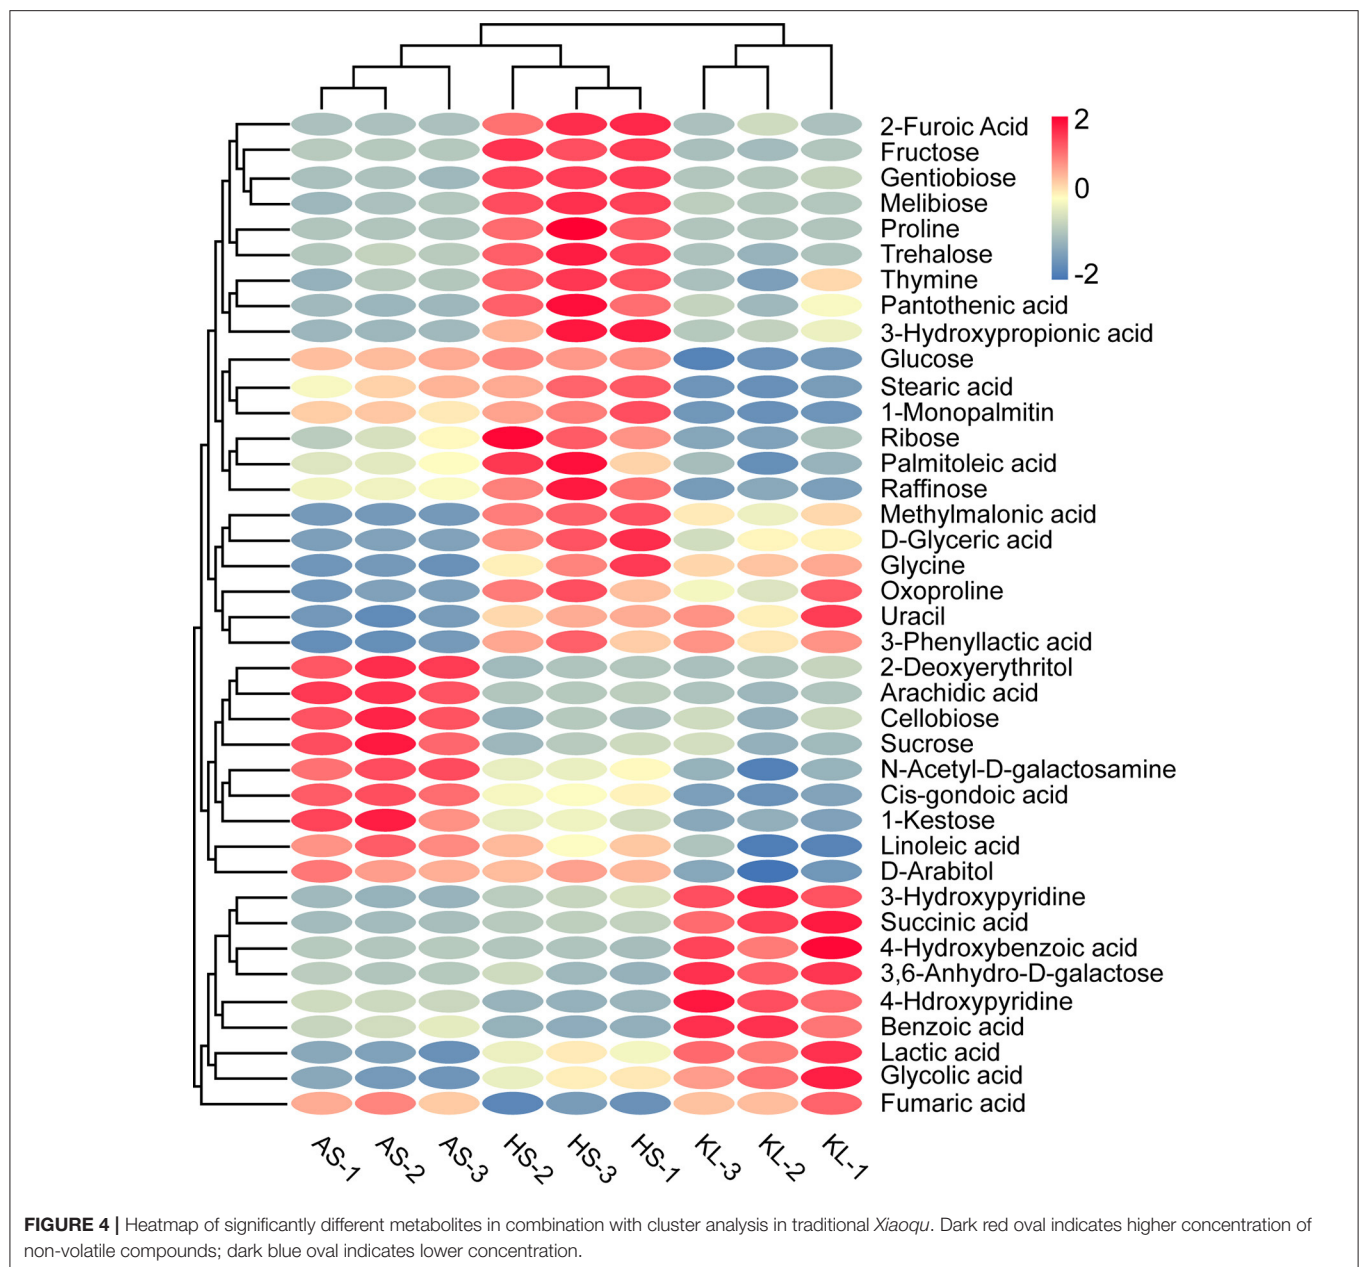 2-Furoic Acid
Fructose
Gentiobiose
Melibiose
Proline
Trehalose
Thymine
Pantothenic acid
3-Hydroxypropionic acid
Glucose
Stearic acid
1-Monopalmitin
Ribose
Palmitoleic acid
Raffinose
Methylmalonic acid
D-Glyceric acid
Glycine
Oxoproline
Uracil
3-Phenyllactic acid
2-Deoxyerythritol
Arachidic acid
Cellobiose
Sucrose
N-Acetyl-D-galactosamine
Cis-gondoic acid
1-Kestose
Linoleic acid
D-Arabitol
3-Hydroxypyridine
Succinic acid
4-Hydroxybenzoic acid
3,6-Anhydro-D-galactose
4-Hdroxypyridine
Benzoic acid
Lactic acid
Glycolic acid
Fumaric acid
2
0
-2
AS-1
AS-2
AS-3
HS-2
HS-3
HS-1
KL-3
KL-2
KL-1
FIGURE 4 | Heatmap of significantly different metabolites in combination with cluster analysis in traditional Xiaoqu. Dark red oval indicates higher concentration of
non-volatile compounds; dark blue oval indicates lower concentration.